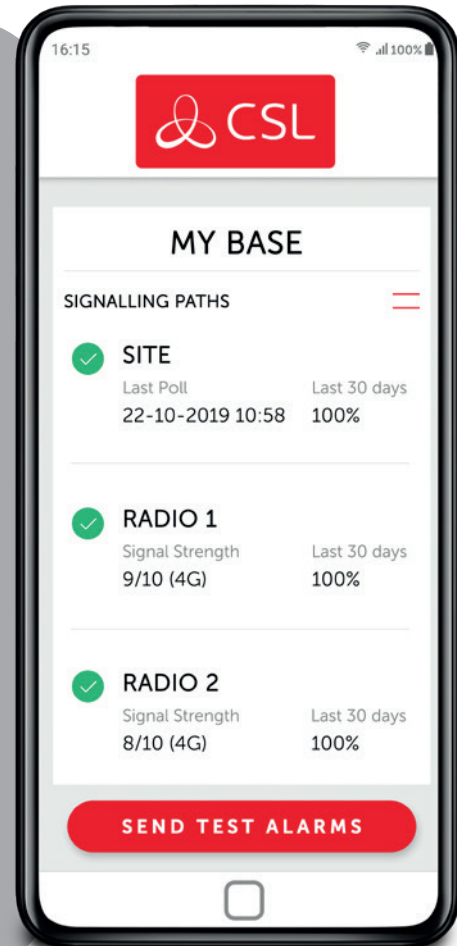 16:15 100%
CSL
MY BASE
SIGNALLING PATHS
SITE
Last Poll Last 30 days
22-10-2019 10:58 100%
RADIO 1
Signal Strength Last 30 days
9/10 (4G) 100%
RADIO 2
Signal Strength Last 30 days
8/10 (4G) 100%
SEND TEST ALARMS